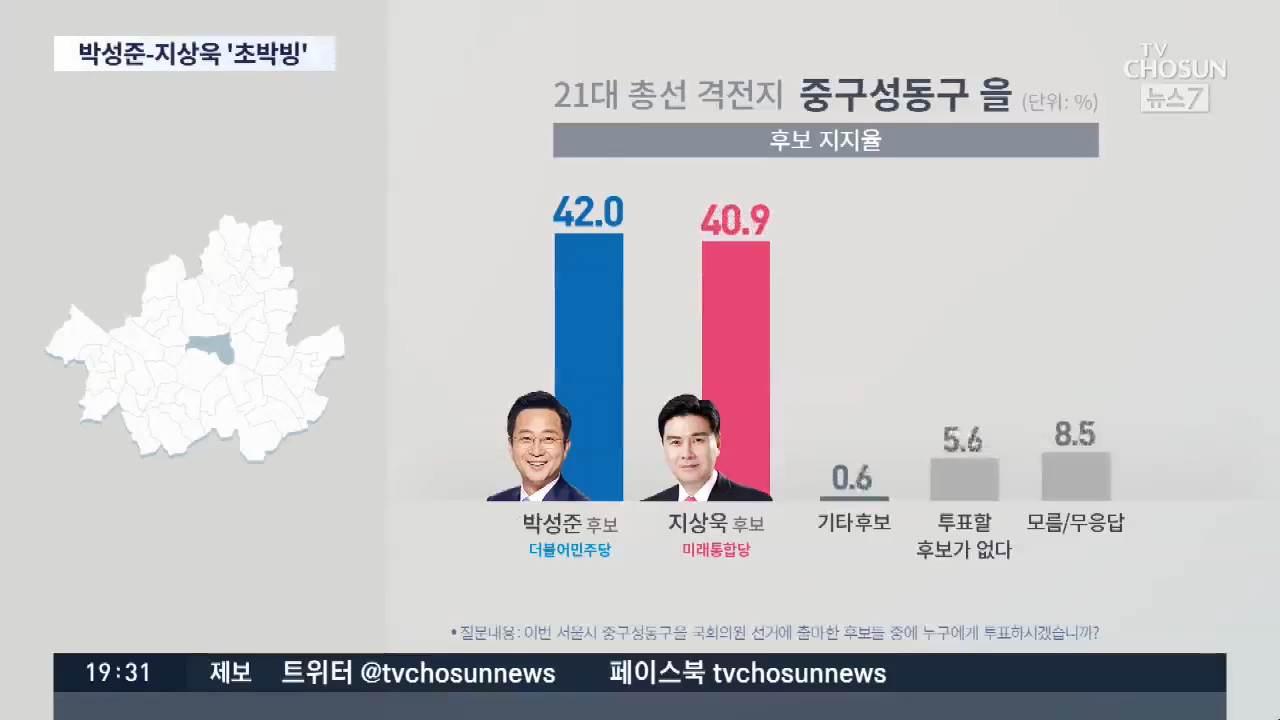 박성준-지상욱 '초박빙'
TV
CHOSUN
뉴스7
21대 총선 격전지 중구성동구 을 (단위: %)
후보 지지율
42.0
40.9
0.6
5.6
8.5
박성준 후보
더불어민주당
지상욱 후보
미래통합당
기타후보
투표할
후보가 없다
모름/무응답
• 질문내용 : 이번 서울시 중구성동구을 국회의원 선거에 출마한 후보들 중에 누구에게 투표하시겠습니까?
19:31 제보 트위터 @tvchosunnews 페이스북 tvchosunnews